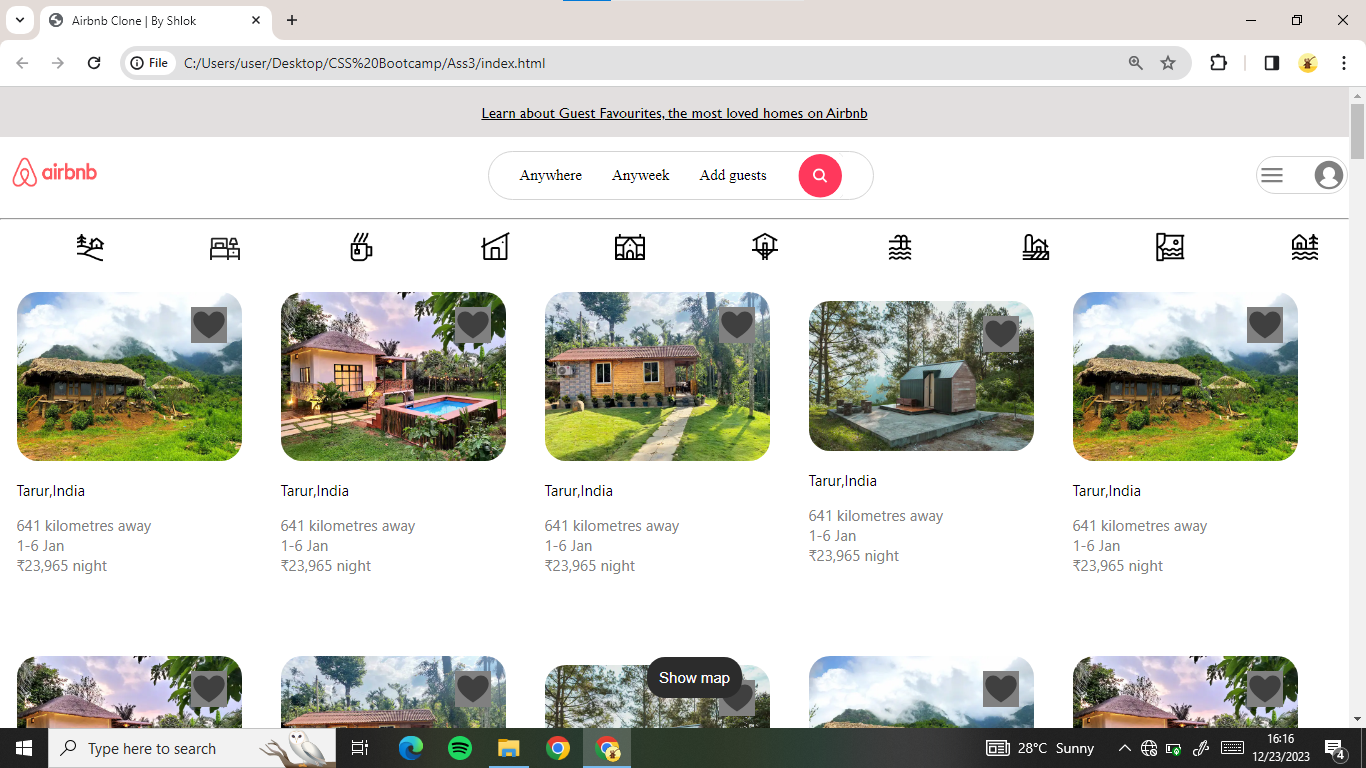 Airbnb Clone | By Shlok
File
C:/Users/user/Desktop/CSS%20Bootcamp/Ass3/index.html
Learn about Guest Favourites, the most loved homes on Airbnb
airbnb
Anywhere Anyweek Add guests
Tarur,India
641 kilometres away
1-6 Jan
₹23,965 night
Tarur,India
641 kilometres away
1-6 Jan
₹23,965 night
Tarur,India
641 kilometres away
1-6 Jan
₹23,965 night
Tarur,India
641 kilometres away
1-6 Jan
₹23,965 night
Tarur,India
641 kilometres away
1-6 Jan
₹23,965 night
Show map
Type here to search
28°C Sunny
16:16
12/23/2023
4